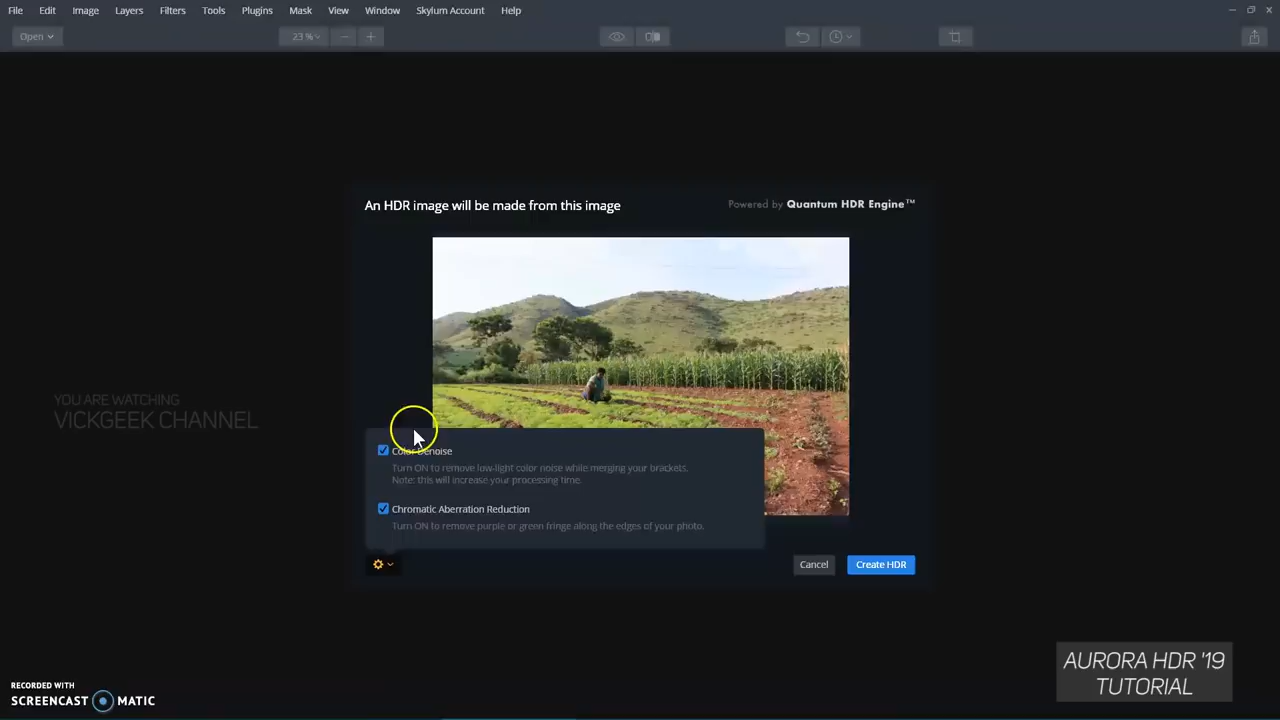 File Edit Image Layers Filters Tools Plugins Mask View Window Skylum Account Help
Open 23 %
An HDR image will be made from this image
Powered by Quantum HDR Engine™
YOU ARE WATCHING
VICKGEEK CHANNEL
Color Denoise
Turn ON to remove low-light color noise while merging your brackets.
Note: this will increase your processing time.
Chromatic Aberration Reduction
Turn ON to remove purple or green fringe along the edges of your photo.
Cancel Create HDR
AURORA HDR '19
TUTORIAL
RECORDED WITH
SCREENCAST MATIC